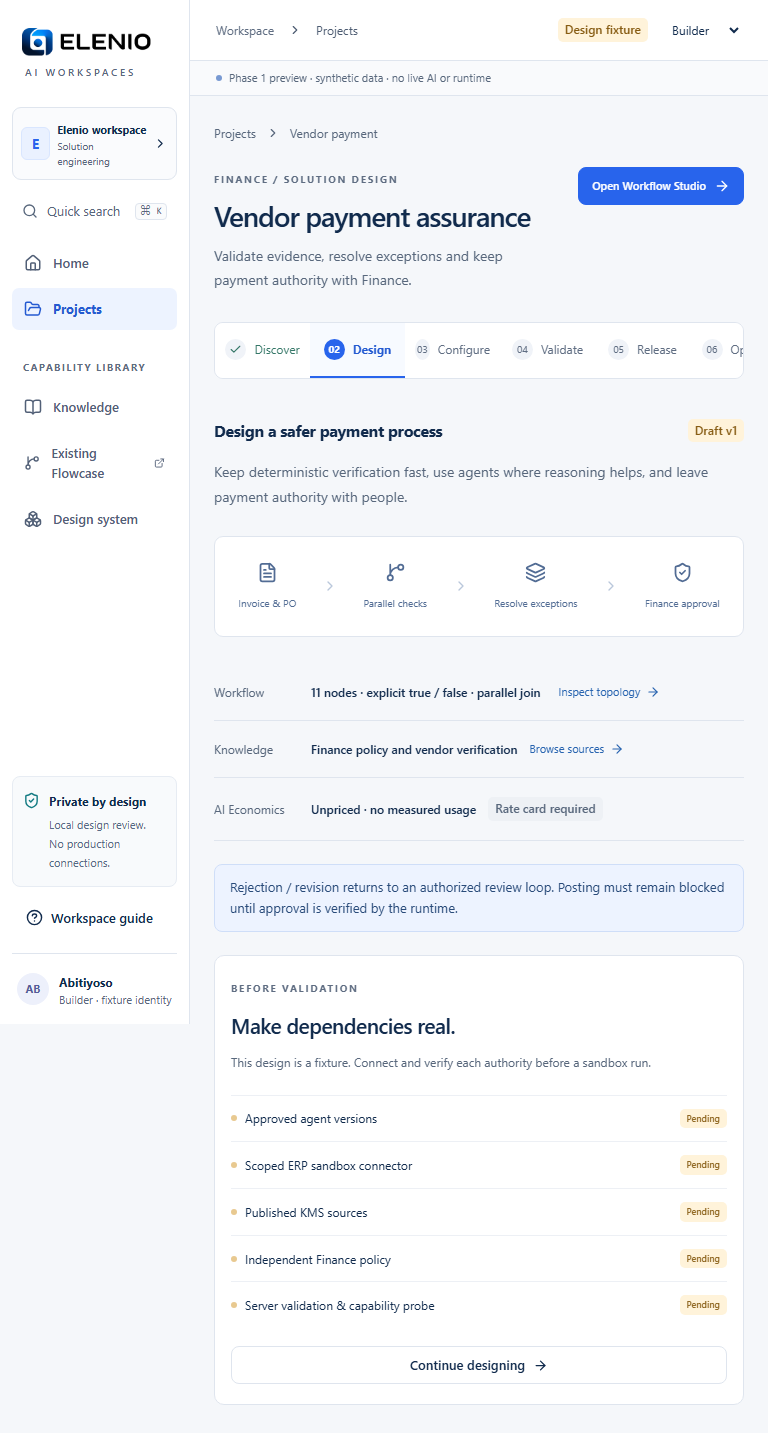 ELENIO
AI WORKSPACES
E
Elenio workspace
Solution
engineering
Quick search
⌘ K
Home
Projects
CAPABILITY LIBRARY
Knowledge
Existing
Flowcase
Design system
Private by design
Local design review.
No production
connections.
Workspace guide
AB
Abitiyoso
Builder · fixture identity
Workspace > Projects
Design fixture
Builder
Phase 1 preview · synthetic data · no live AI or runtime
Projects > Vendor payment
FINANCE / SOLUTION DESIGN
Open Workflow Studio →
Vendor payment assurance
Validate evidence, resolve exceptions and keep
payment authority with Finance.
Discover
02 Design
03 Configure
04 Validate
05 Release
06 Op
Design a safer payment process
Draft v1
Keep deterministic verification fast, use agents where reasoning helps, and leave
payment authority with people.
Invoice & PO
Parallel checks
Resolve exceptions
Finance approval
Workflow 11 nodes · explicit true / false · parallel join Inspect topology →
Knowledge Finance policy and vendor verification Browse sources →
AI Economics Unpriced · no measured usage Rate card required
Rejection / revision returns to an authorized review loop. Posting must remain blocked
until approval is verified by the runtime.
BEFORE VALIDATION
Make dependencies real.
This design is a fixture. Connect and verify each authority before a sandbox run.
Approved agent versions Pending
Scoped ERP sandbox connector Pending
Published KMS sources Pending
Independent Finance policy Pending
Server validation & capability probe Pending
Continue designing →